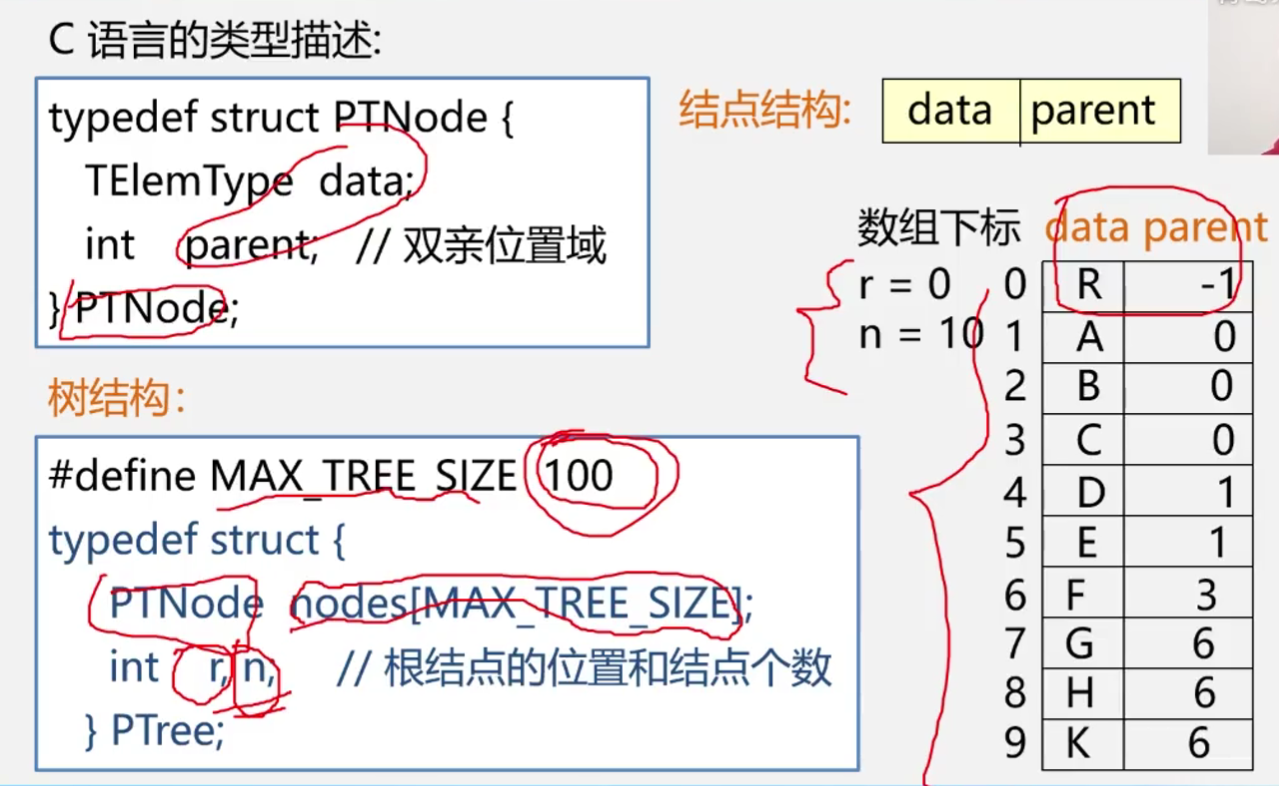 C 语言的类型描述:
typedef struct PTNode {
TElemType data;
int parent; // 双亲位置域
} PTNode;
结点结构: data parent
树结构:
#define MAX_TREE_SIZE 100
typedef struct {
PTNode nodes[MAX_TREE_SIZE];
int r, n; // 根结点的位置和结点个数
} PTree;
数组下标 data parent
r = 0 0 R -1
n = 10 1 A 0
2 B 0
3 C 0
4 D 1
5 E 1
6 F 3
7 G 6
8 H 6
9 K 6